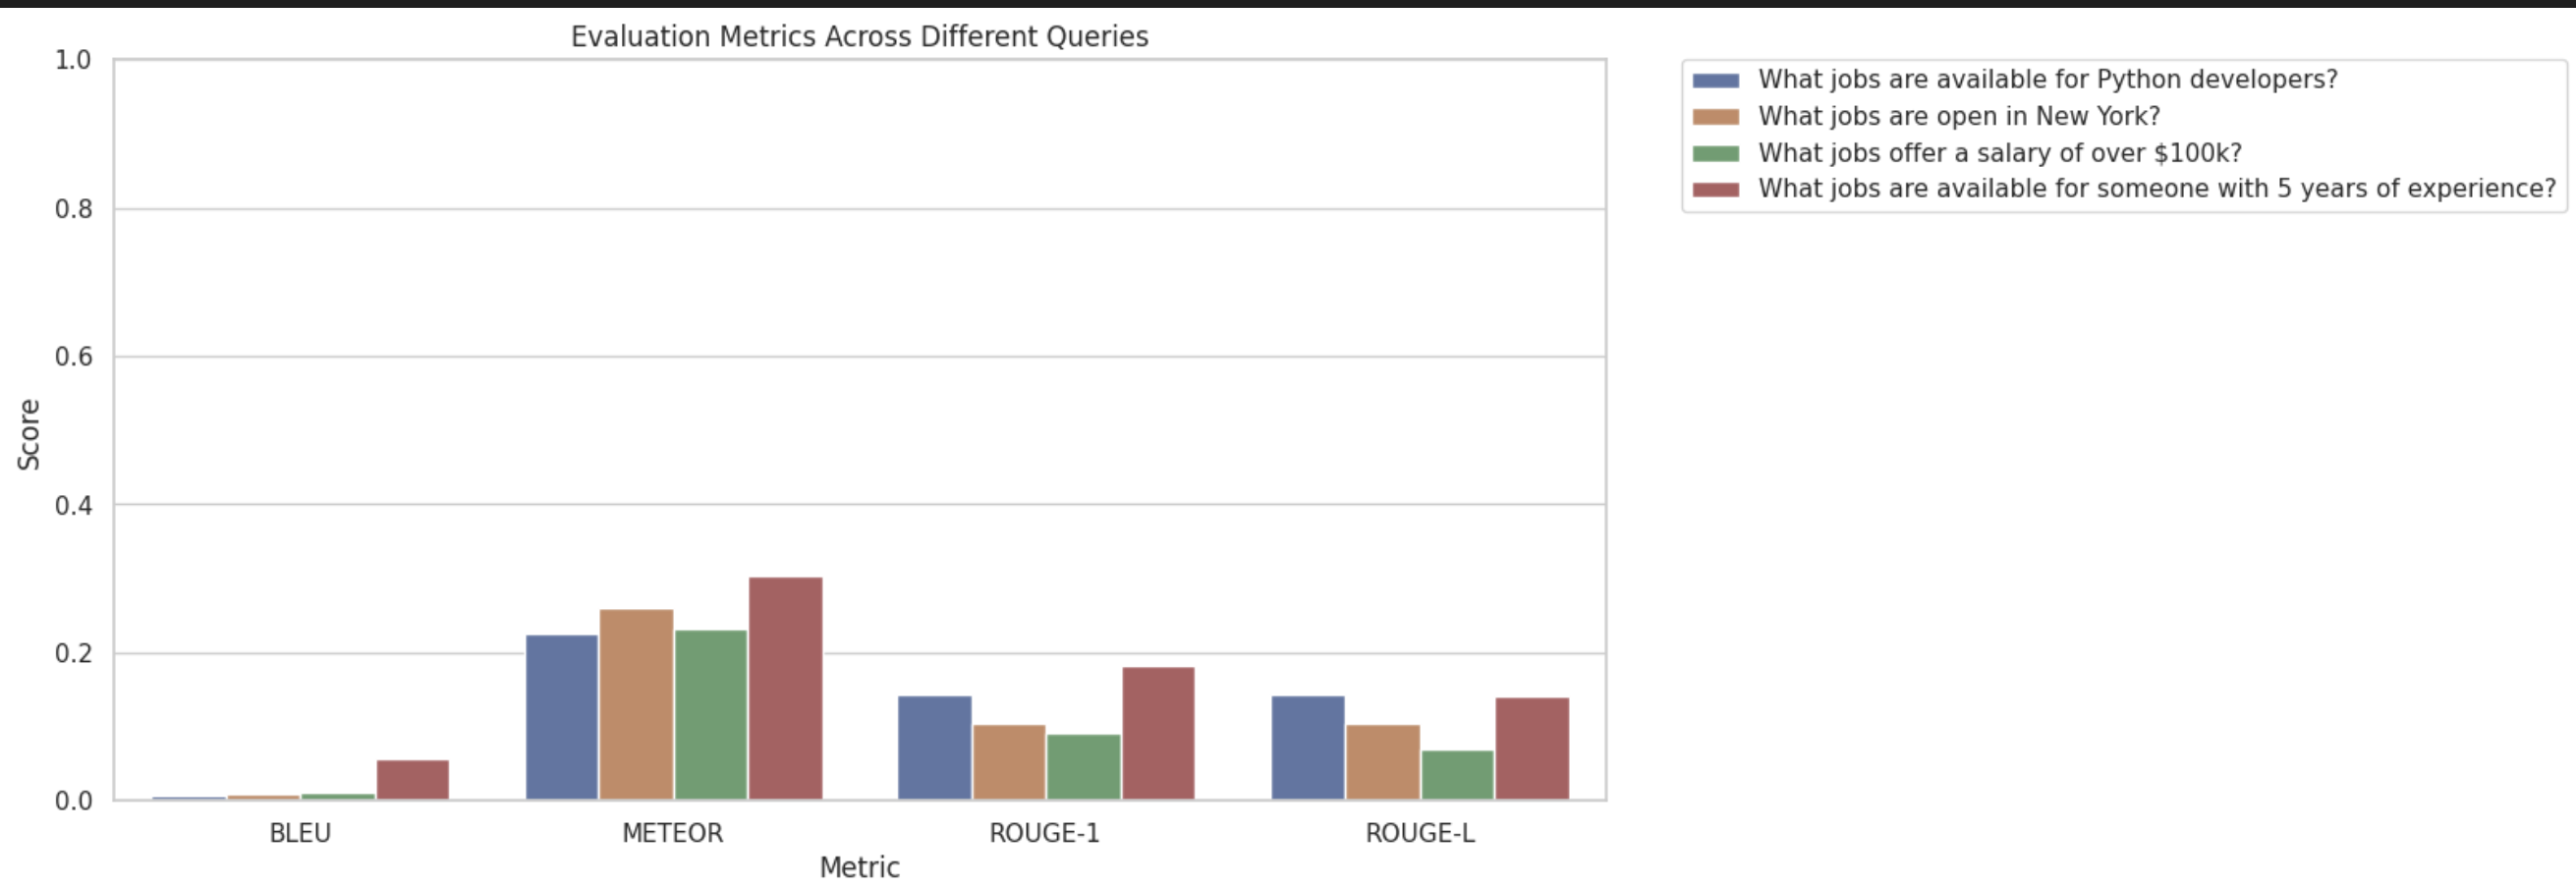 Evaluation Metrics Across Different Queries
1.0
0.8
0.6
0.4
0.2
0.0
Score
BLEU
METEOR
ROUGE-1
ROUGE-L
Metric
What jobs are available for Python developers?
What jobs are open in New York?
What jobs offer a salary of over $100k?
What jobs are available for someone with 5 years of experience?